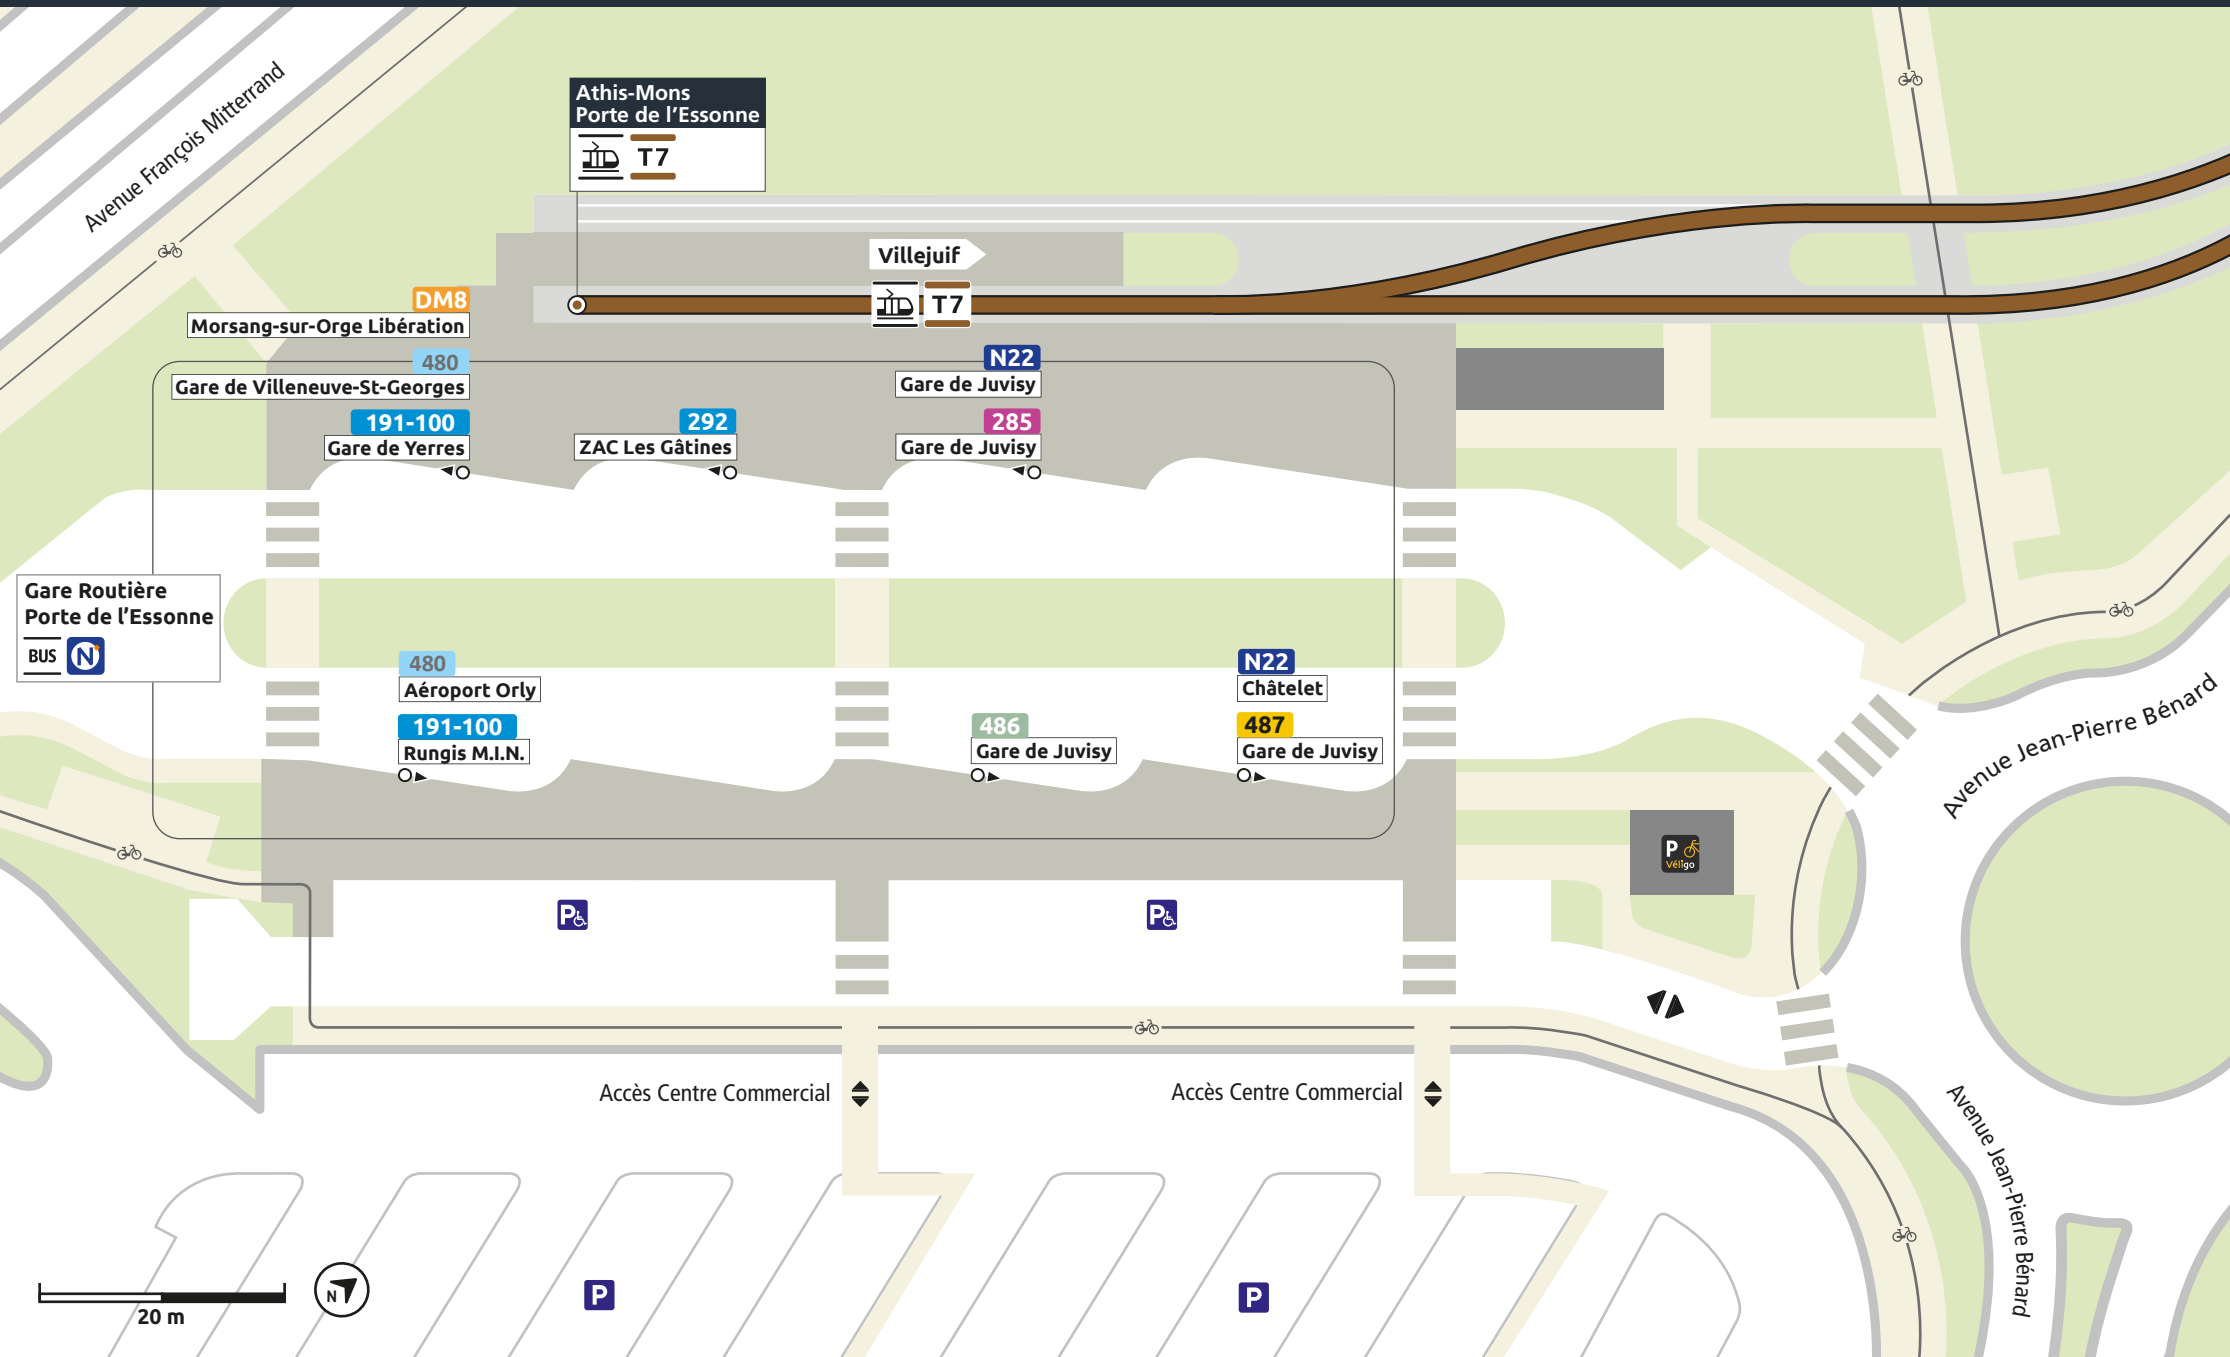 Avenue François Mitterrand
Athis-Mons
Porte de l'Essonne
T7
Villejuif
T7
DM8
Morsang-sur-Orge Libération
480
Gare de Villeneuve-St-Georges
191-100
Gare de Yerres
292
ZAC Les Gâtines
N22
Gare de Juvisy
285
Gare de Juvisy
Gare Routière
Porte de l'Essonne
BUS N
480
Aéroport Orly
191-100
Rungis M.I.N.
486
Gare de Juvisy
N22
Châtelet
487
Gare de Juvisy
Avenue Jean-Pierre Bénard
P
Véligo
P
P
Accès Centre Commercial
Accès Centre Commercial
Avenue Jean-Pierre Bénard
P
P
N
20 m